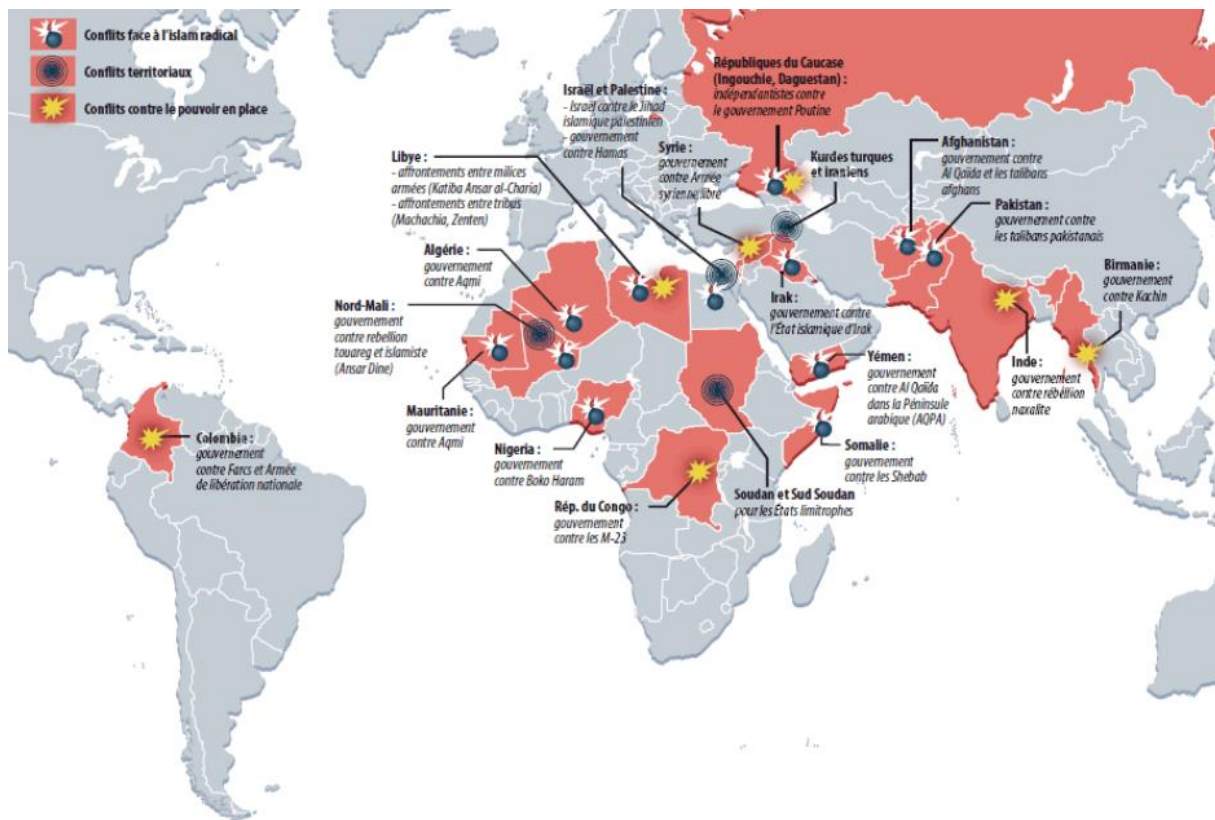 Conflits face à l'islam radical
Conflits territoriaux
Conflits contre le pouvoir en place
Israël et Palestine :
- Israël contre le Jihad
islamique palestinien
- gouvernement
contre Hamas
Républiques du Caucase
(Ingouchie, Daguestan) :
indépendantistes contre
le gouvernement Poutine
Libye :
- affrontements entre milices
armées (Katiba Ansar al-Charia)
- affrontements entre tribus
(Machachia, Zenten)
Syrie :
gouvernement
contre Armée
syrienne libre
Kurdes turques
et iraniens
Afghanistan :
gouvernement contre
Al Qaïda et les talibans
afghans
Pakistan :
gouvernement contre
les talibans pakistanais
Algérie :
gouvernement
contre Aqmi
Birmanie :
gouvernement
contre Kachin
Nord-Mali :
gouvernement
contre rebellion
touareg et islamiste
(Ansar Dine)
Irak :
gouvernement contre
l'État islamique d'Irak
Mauritanie :
gouvernement
contre Aqmi
Yémen :
gouvernement
contre Al Qaïda
dans la Péninsule
arabique (AQPA)
Inde :
gouvernement
contre rébellion
naxalite
Colombie :
gouvernement
contre Farcs et Armée
de libération nationale
Nigeria :
gouvernement
contre Boko Haram
Somalie :
gouvernement
contre les Shebab
Rép. du Congo :
gouvernement
contre les M-23
Soudan et Sud Soudan
pour les États limitrophes